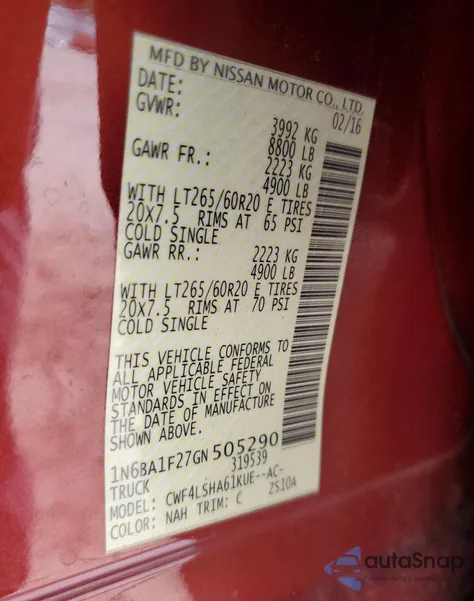 MFD BY NISSAN MOTOR CO., LTD.
DATE: 02/16
GVWR: 3992 KG
8800 LB
GAWR FR.: 2223 KG
4900 LB
WITH LT265/60R20 E TIRES
20X7.5 RIMS AT 65 PSI
COLD SINGLE
GAWR RR.: 2223 KG
4900 LB
WITH LT265/60R20 E TIRES
20X7.5 RIMS AT 70 PSI
COLD SINGLE
THIS VEHICLE CONFORMS TO
ALL APPLICABLE FEDERAL
MOTOR VEHICLE SAFETY
STANDARDS IN EFFECT ON
THE DATE OF MANUFACTURE
SHOWN ABOVE.
1N6BA1F27GN505290
TRUCK 319539
MODEL: CWF4LSHA61KUE--AC-
COLOR: NAH TRIM: C ZS10A
autaSnap